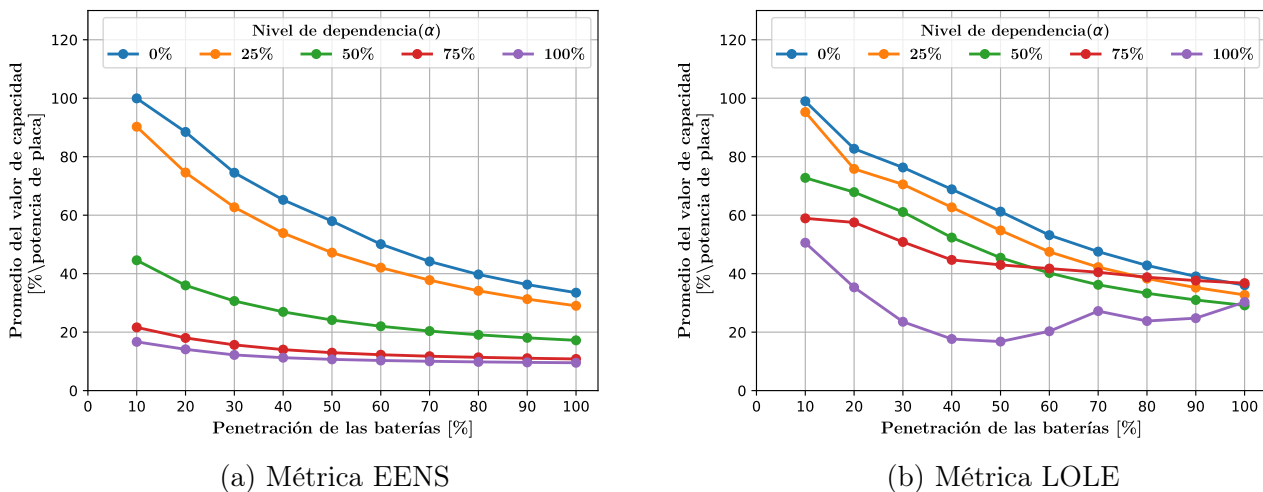 Nivel de dependencia(α)
0% 25% 50% 75% 100%
120
100
80
60
40
20
0
Promedio del valor de capacidad
[%\potencia de placa]
0 10 20 30 40 50 60 70 80 90 100
Penetración de las baterías [%]
(a) Métrica EENS
Nivel de dependencia(α)
0% 25% 50% 75% 100%
120
100
80
60
40
20
0
Promedio del valor de capacidad
[%\potencia de placa]
0 10 20 30 40 50 60 70 80 90 100
Penetración de las baterías [%]
(b) Métrica LOLE